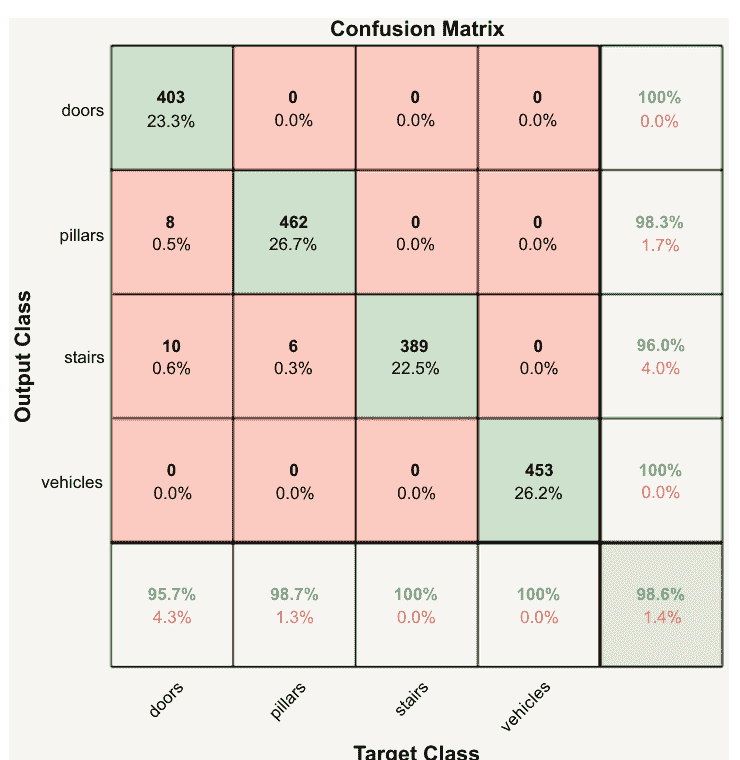 Confusion Matrix
doors
403 0 0 0 100%
23.3% 0.0% 0.0% 0.0% 0.0%
pillars
8 462 0 0 98.3%
0.5% 26.7% 0.0% 0.0% 1.7%
stairs
10 6 389 0 96.0%
0.6% 0.3% 22.5% 0.0% 4.0%
vehicles
0 0 0 453 100%
0.0% 0.0% 0.0% 26.2% 0.0%
95.7% 98.7% 100% 100% 98.6%
4.3% 1.3% 0.0% 0.0% 1.4%
doors pillars stairs vehicles
Output Class
Target Class